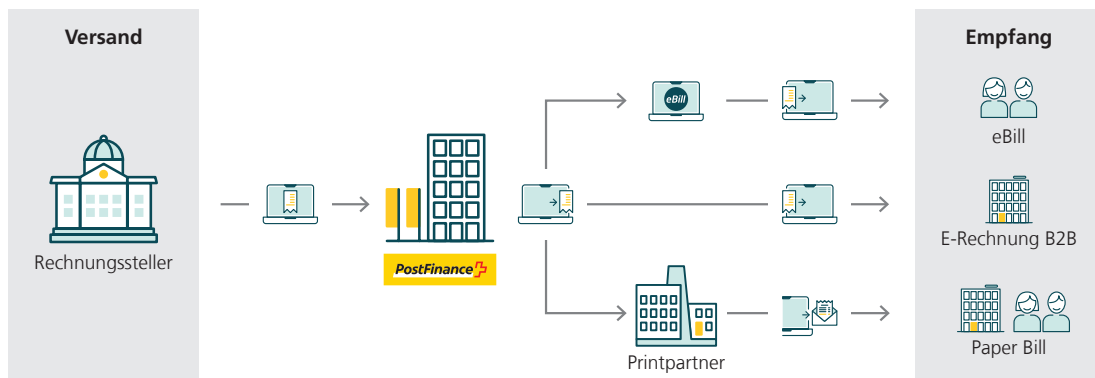 Versand
Empfang
eBill
eBill
Rechnungssteller
PostFinance
E-Rechnung B2B
Printpartner
Paper Bill